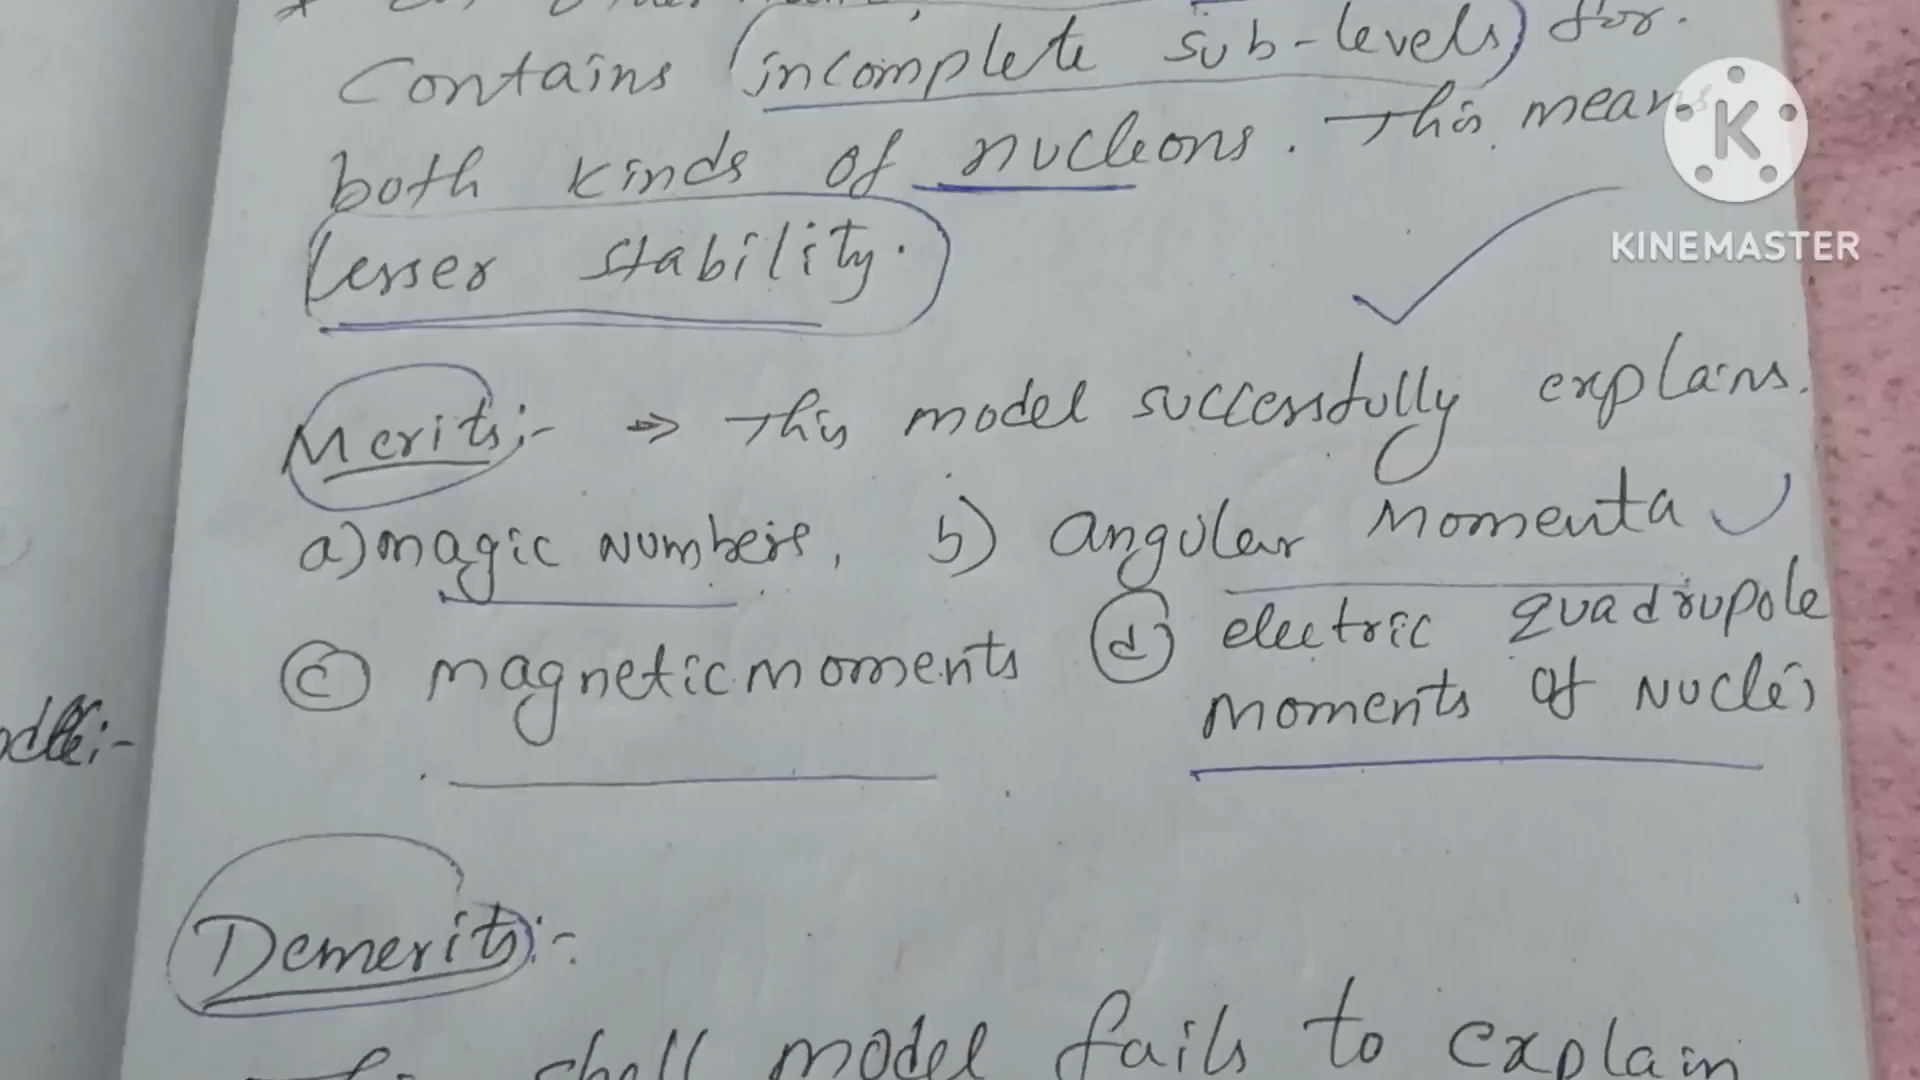 contains incomplete sub-levels for.
both kinds of nucleons. This means
lesser stability.
Merits:- ⇒ This model successfully explains.
a) magic numbers, b) angular momenta
c) magnetic moments d) electric quadrupole
moments of nuclei
Demerits:-
shell model fails to explain
K
KINEMASTER